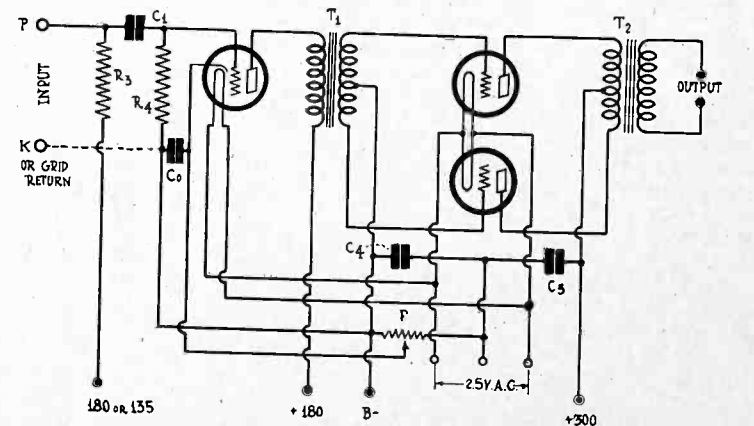 P
C1
T1
T2
R3
INPUT
R4
OUTPUT
K
OR GRID
RETURN
C0
C4
C3
F
180 OR 135
+180
B-
2.5V. A.C.
+300